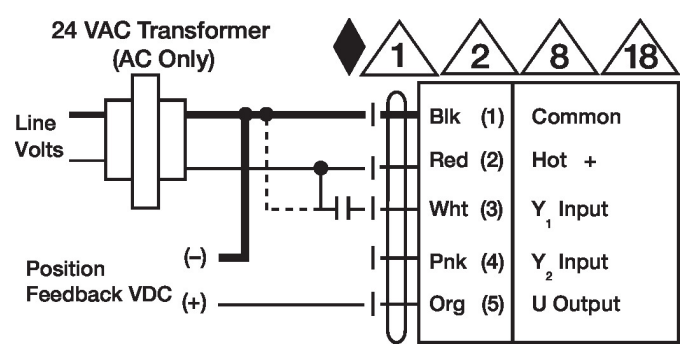 24 VAC Transformer
(AC Only)
1 2 8 18
Line
Volts
Blk (1) Common
Red (2) Hot +
Wht (3) Y1 Input
Pnk (4) Y2 Input
Org (5) U Output
(-)
Position
Feedback VDC (+)